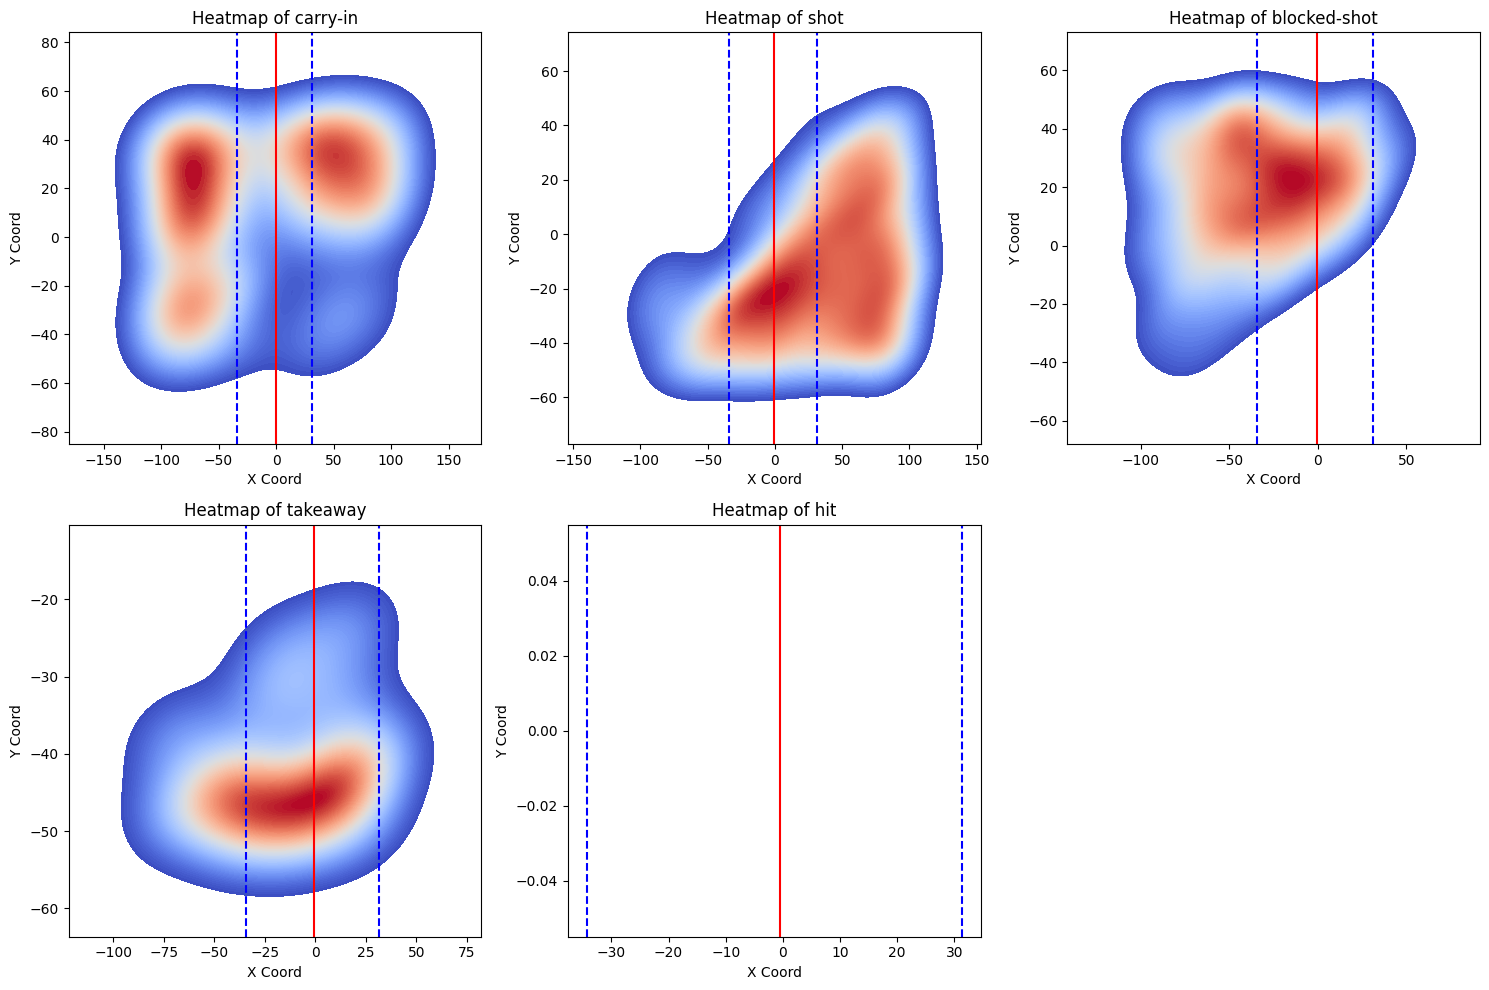 Heatmap of carry-in
80
60
40
20
0
−20
−40
−60
−80
Y Coord
−150 −100 −50 0 50 100 150
X Coord
Heatmap of shot
60
40
20
0
−20
−40
−60
Y Coord
−150 −100 −50 0 50 100 150
X Coord
Heatmap of blocked-shot
60
40
20
0
−20
−40
−60
Y Coord
−100 −50 0 50
X Coord
Heatmap of takeaway
−20
−30
−40
−50
−60
Y Coord
−100 −75 −50 −25 0 25 50 75
X Coord
Heatmap of hit
0.04
0.02
0.00
−0.02
−0.04
Y Coord
−30 −20 −10 0 10 20 30
X Coord